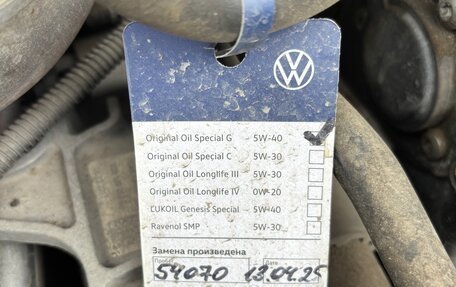 Original Oil Special G - 5W-40 ✓
Original Oil Special C - 5W-30
Original Oil Longlife III - 5W-30
Original Oil Longlife IV 0W-20
LUKOIL Genesis Special - 5W-40
Ravenol SMP 5W-30
Замена произведена
Дата
54070 13.04.25